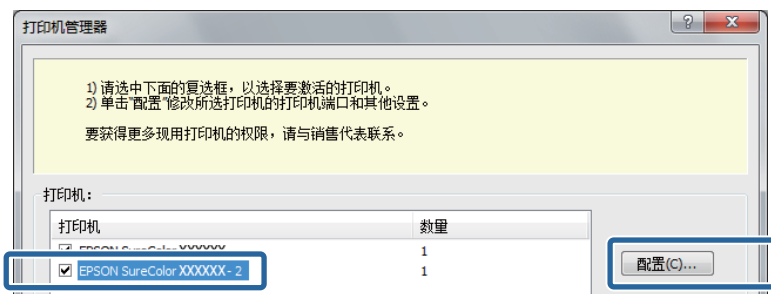 打印机管理器
1) 请选中下面的复选框，以选择要激活的打印机。
2) 单击"配置"修改所选打印机的打印机端口和其他设置。
要获得更多现用打印机的权限，请与销售代表联系。
打印机：
打印机 数量
EPSON SureColor XXXXXX 1
EPSON SureColor XXXXXX - 2 1
配置(C)...